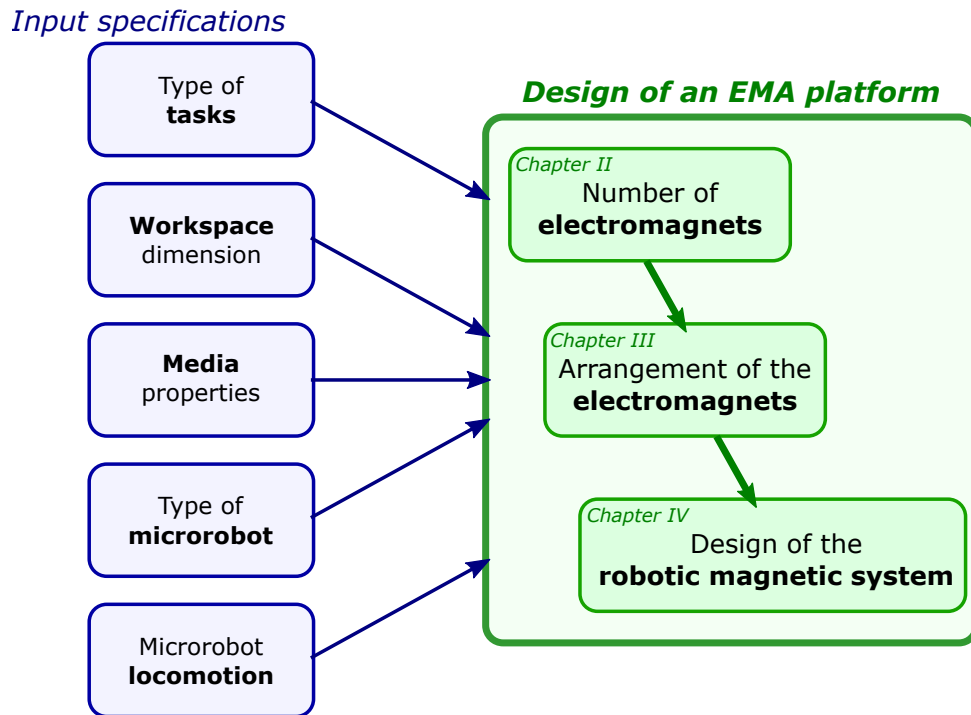 Input specifications
Type of
tasks
Workspace
dimension
Media
properties
Type of
microrobot
Microrobot
locomotion
Design of an EMA platform
Chapter II
Number of
electromagnets
Chapter III
Arrangement of the
electromagnets
Chapter IV
Design of the
robotic magnetic system